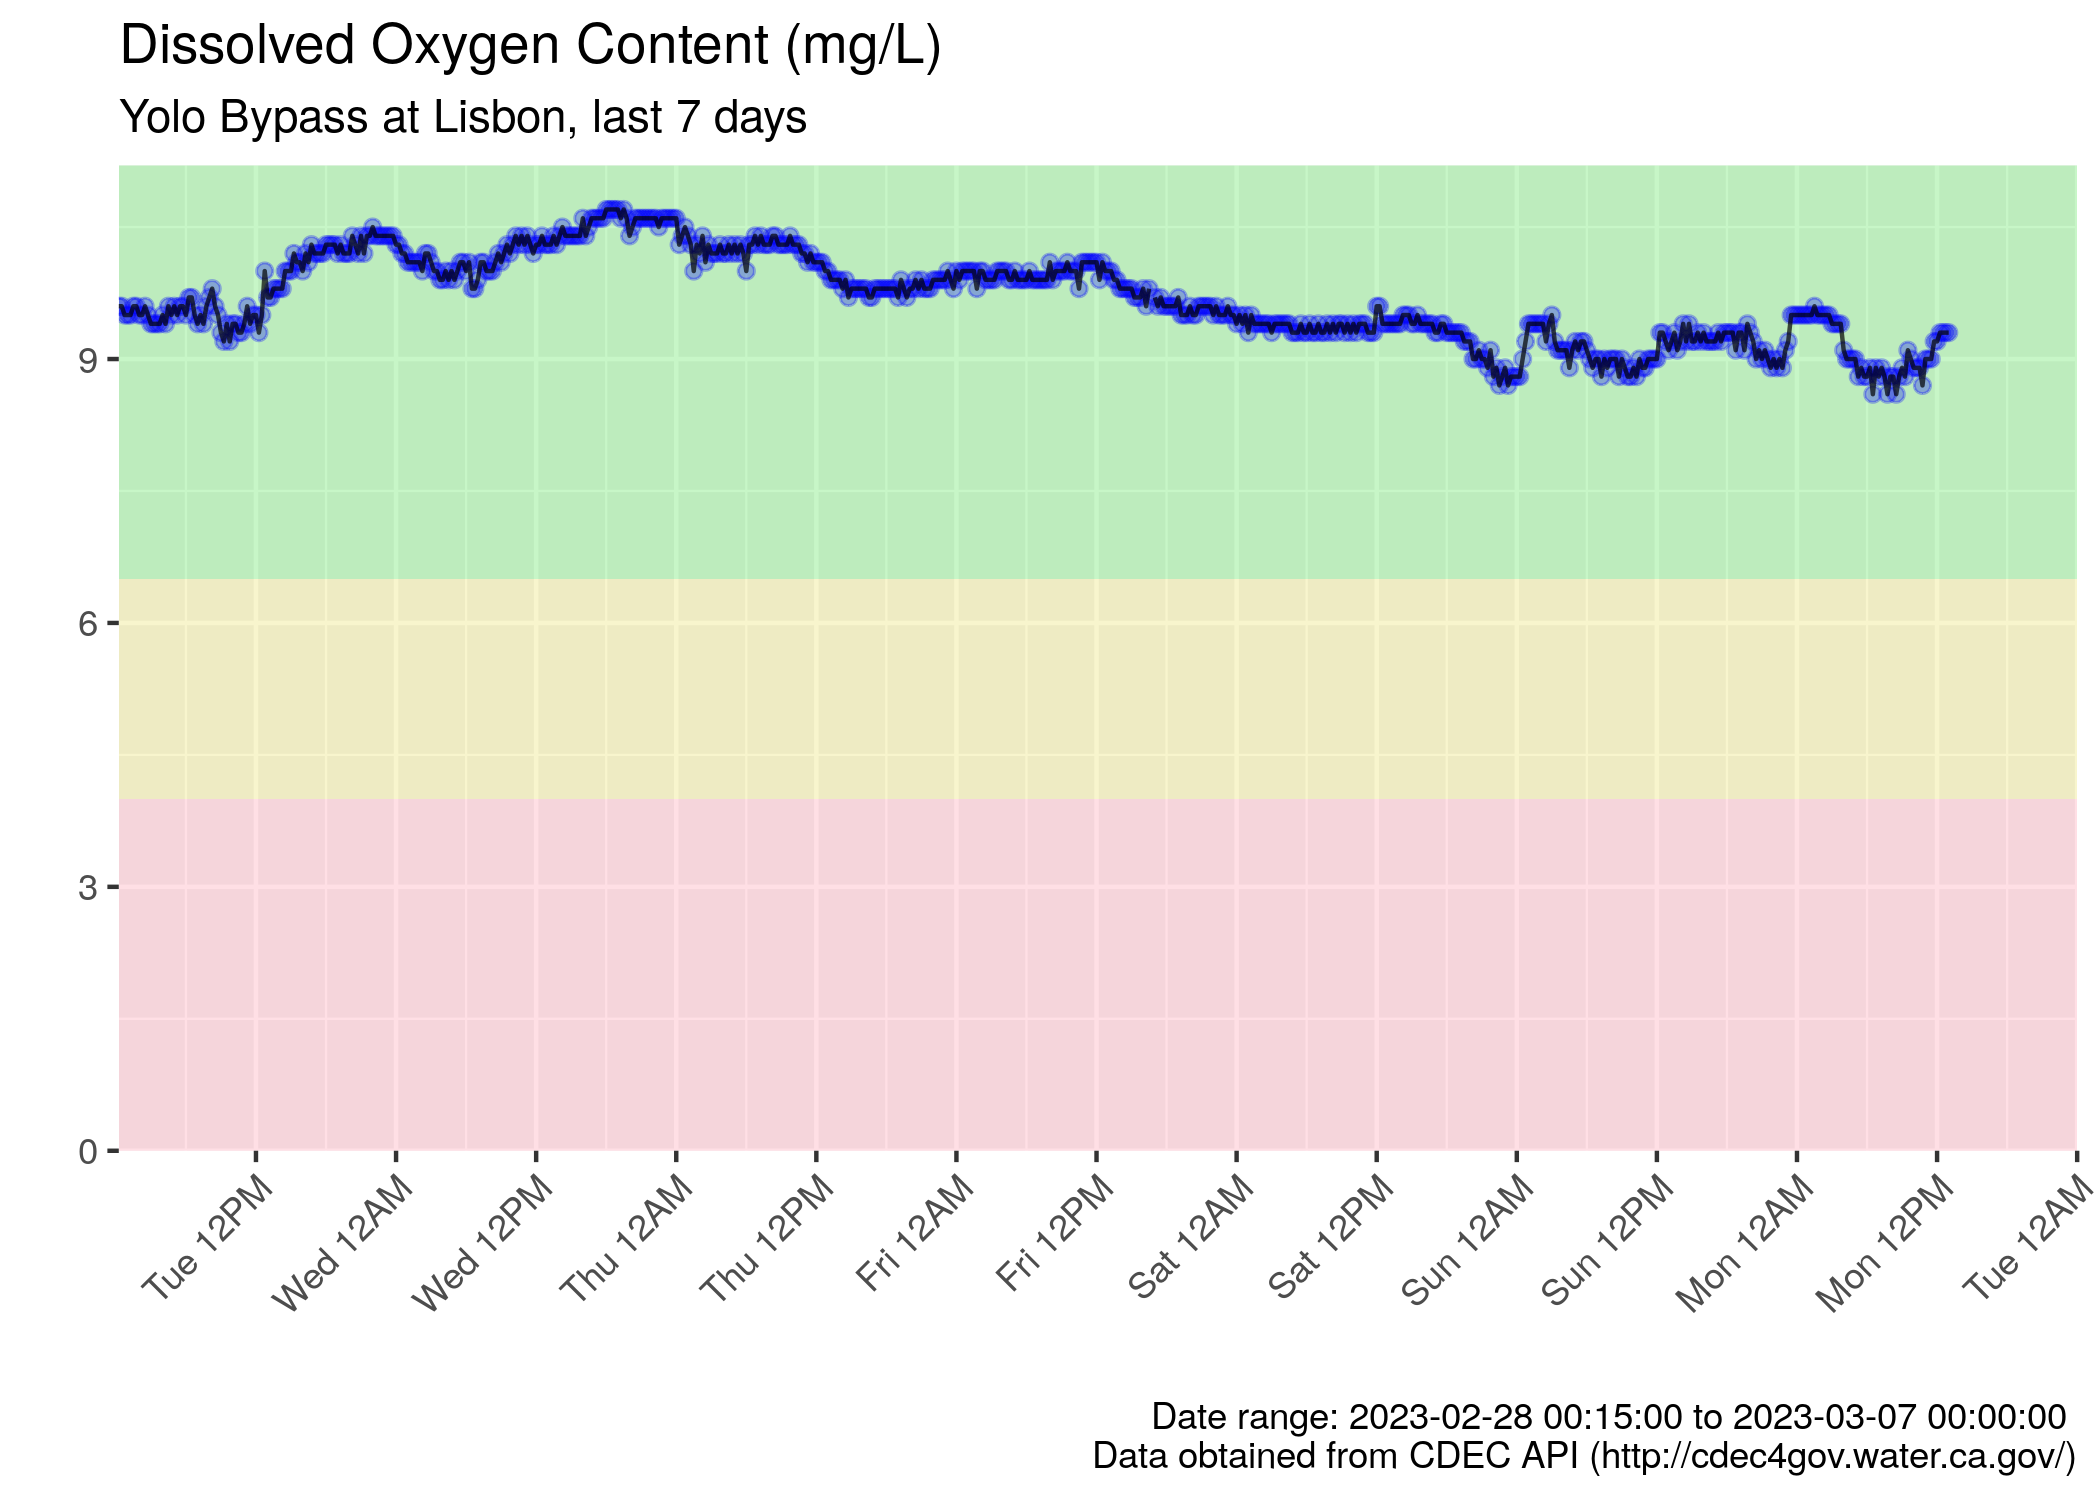 Dissolved Oxygen Content (mg/L)
Yolo Bypass at Lisbon, last 7 days
9
6
3
0
Tue 12PM
Wed 12AM
Wed 12PM
Thu 12AM
Thu 12PM
Fri 12AM
Fri 12PM
Sat 12AM
Sat 12PM
Sun 12AM
Sun 12PM
Mon 12AM
Mon 12PM
Tue 12AM
Date range: 2023-02-28 00:15:00 to 2023-03-07 00:00:00
Data obtained from CDEC API (http://cdec4gov.water.ca.gov/)